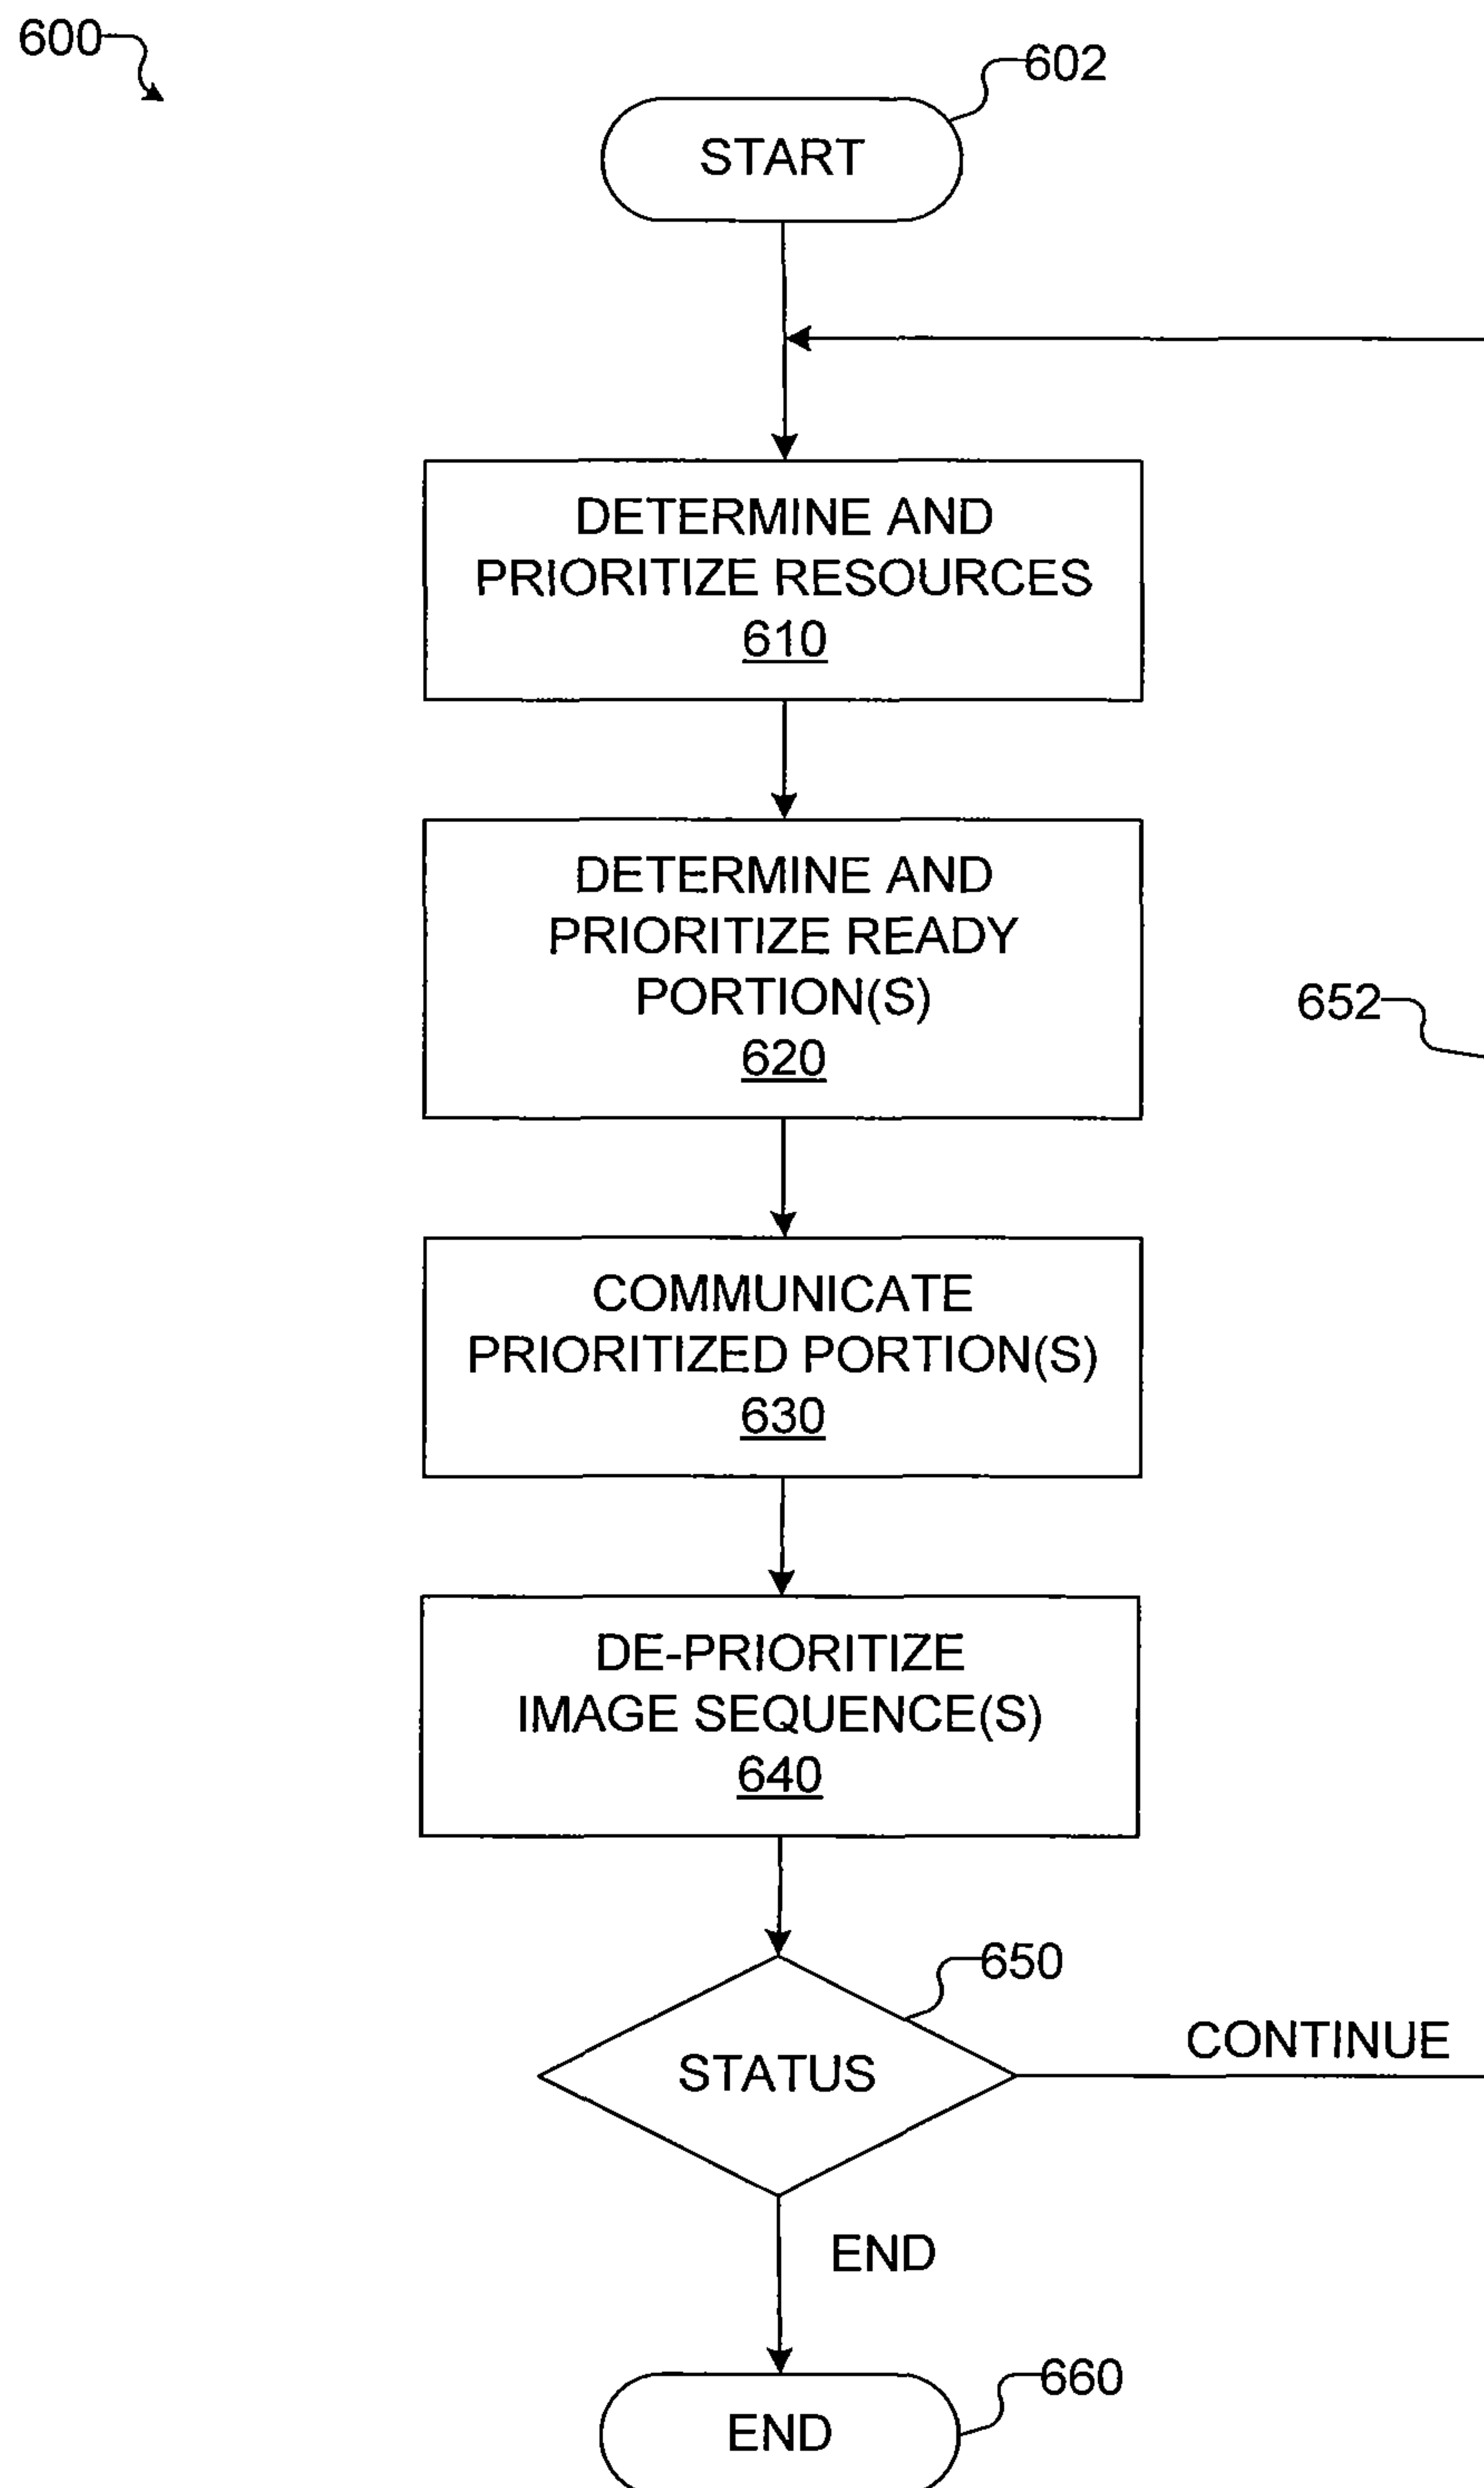 600
602
START
DETERMINE AND
PRIORITIZE RESOURCES
610
DETERMINE AND
PRIORITIZE READY
PORTION(S)
620
652
COMMUNICATE
PRIORITIZED PORTION(S)
630
DE-PRIORITIZE
IMAGE SEQUENCE(S)
640
650
STATUS
CONTINUE
END
660
END